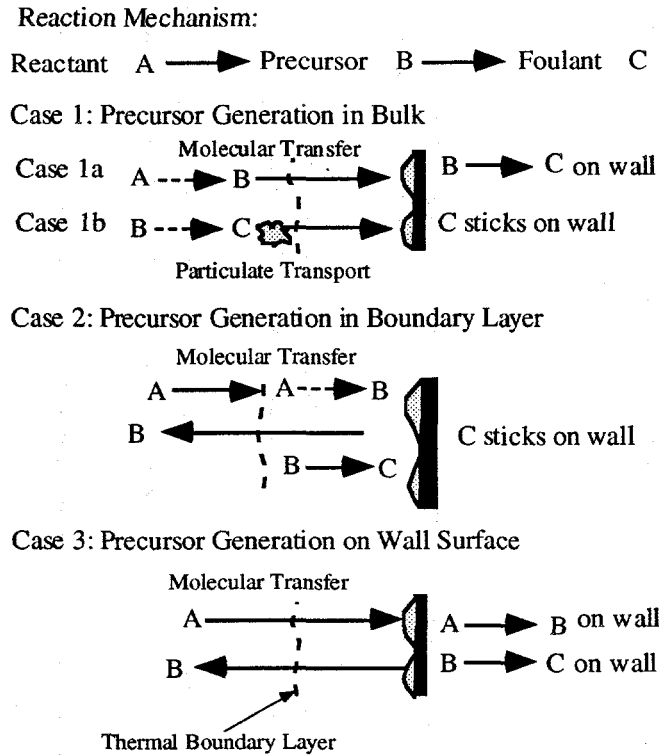 Reaction Mechanism:
Reactant A Precursor B Foulant C
Case 1: Precursor Generation in Bulk
Molecular Transfer
Case 1a A B B C on wall
Case 1b B C C sticks on wall
Particulate Transport
Case 2: Precursor Generation in Boundary Layer
Molecular Transfer
A A B
B C sticks on wall
B C
Case 3: Precursor Generation on Wall Surface
Molecular Transfer
A A B on wall
B B C on wall
Thermal Boundary Layer